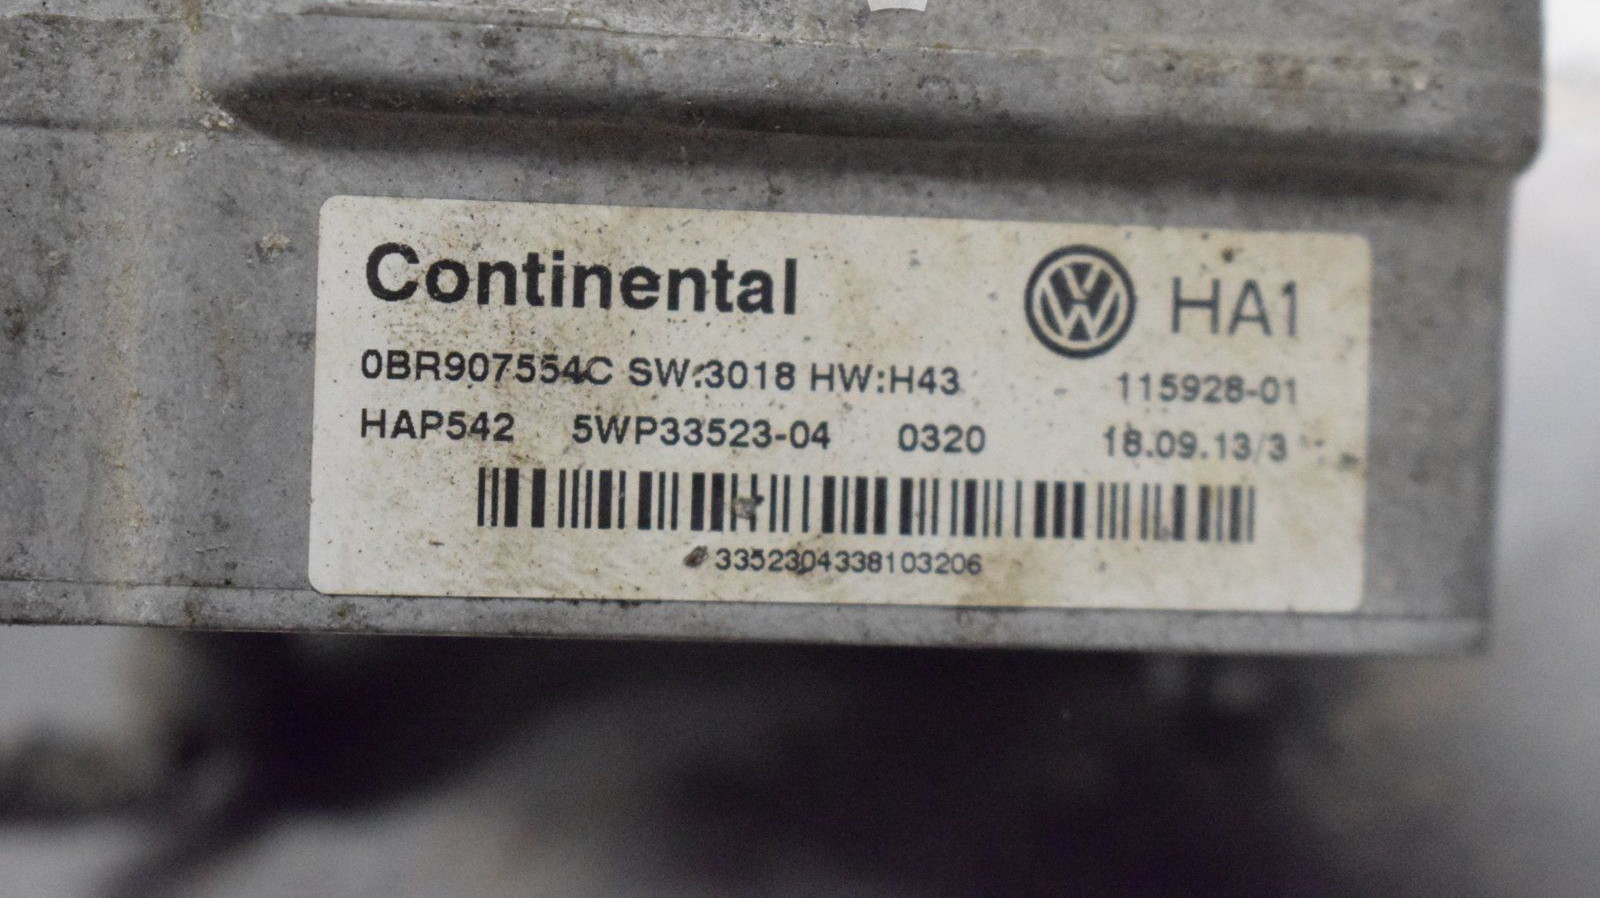 Continental
HA1
0BR907554C SW:3018 HW:H43 115928-01
HAP542 5WP33523-04 0320 18.09.13/3
3352304338103206